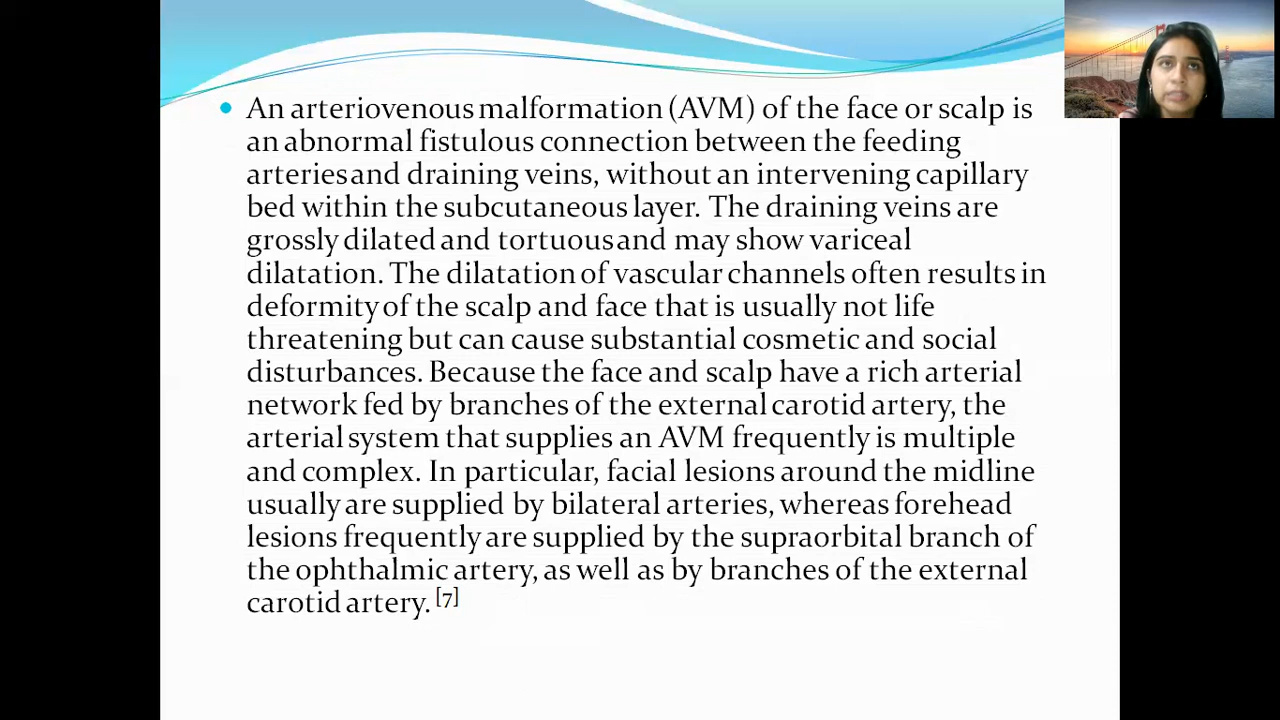 An arteriovenous malformation (AVM) of the face or scalp is
an abnormal fistulous connection between the feeding
arteries and draining veins, without an intervening capillary
bed within the subcutaneous layer. The draining veins are
grossly dilated and tortuous and may show variceal
dilatation. The dilatation of vascular channels often results in
deformity of the scalp and face that is usually not life
threatening but can cause substantial cosmetic and social
disturbances. Because the face and scalp have a rich arterial
network fed by branches of the external carotid artery, the
arterial system that supplies an AVM frequently is multiple
and complex. In particular, facial lesions around the midline
usually are supplied by bilateral arteries, whereas forehead
lesions frequently are supplied by the supraorbital branch of
the ophthalmic artery, as well as by branches of the external
carotid artery. [7]